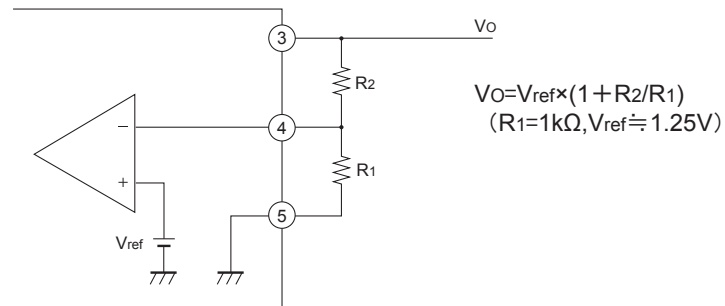 3
VO
R2
VO=Vref×(1+R2/R1)
(R1=1kΩ,Vref≒1.25V)
−
4
R1
+
5
Vref